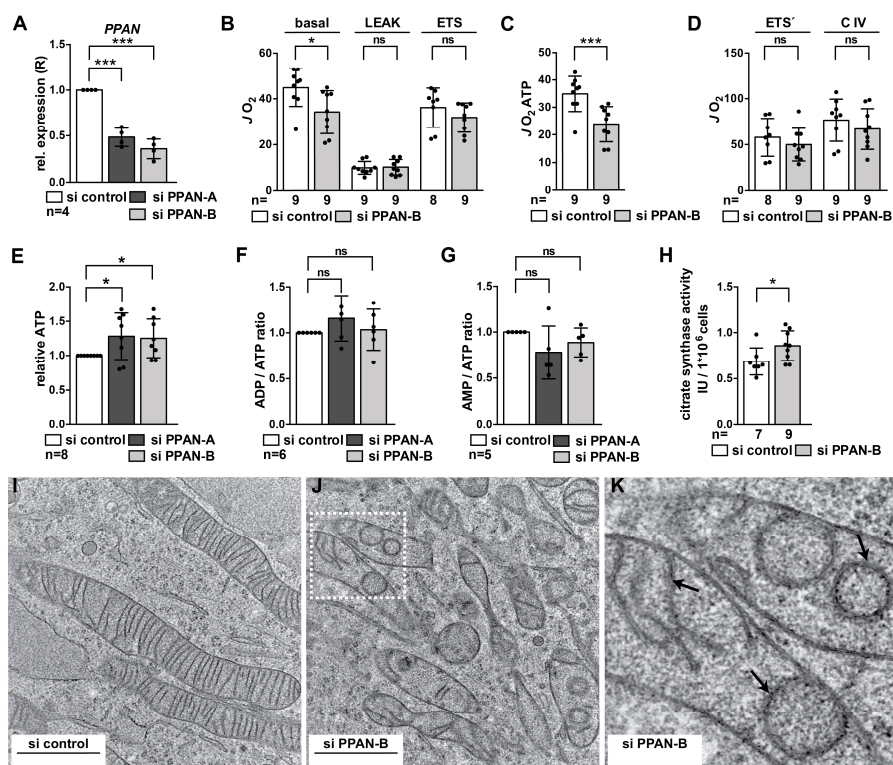 A
PPAN
***
***
rel. expression (R)
1.5
1.0
0.5
0.0
si control
si PPAN-A
n=4
si PPAN-B
B
basal
LEAK
ETS
*
ns
ns
J O2
60
40
20
0
n=
9
9
9
9
8
9
si control
si PPAN-B
C
***
J O2 ATP
50
40
30
20
10
0
n=
9
9
si control
si PPAN-B
D
ETS´
C IV
ns
ns
J O2
150
100
50
0
n=
8
9
9
9
si control
si PPAN-B
E
*
*
relative ATP
2.0
1.5
1.0
0.5
0.0
si control
si PPAN-A
n=8
si PPAN-B
F
ns
ns
ADP / ATP ratio
1.5
1.0
0.5
0.0
si control
si PPAN-A
n=6
si PPAN-B
G
ns
ns
AMP / ATP ratio
1.5
1.0
0.5
0.0
si control
si PPAN-A
n=5
si PPAN-B
H
*
citrate synthase activity
IU / 1*10^6 cells
1.5
1.0
0.5
0.0
n=
7
9
si control
si PPAN-B
I
si control
J
si PPAN-B
K
si PPAN-B